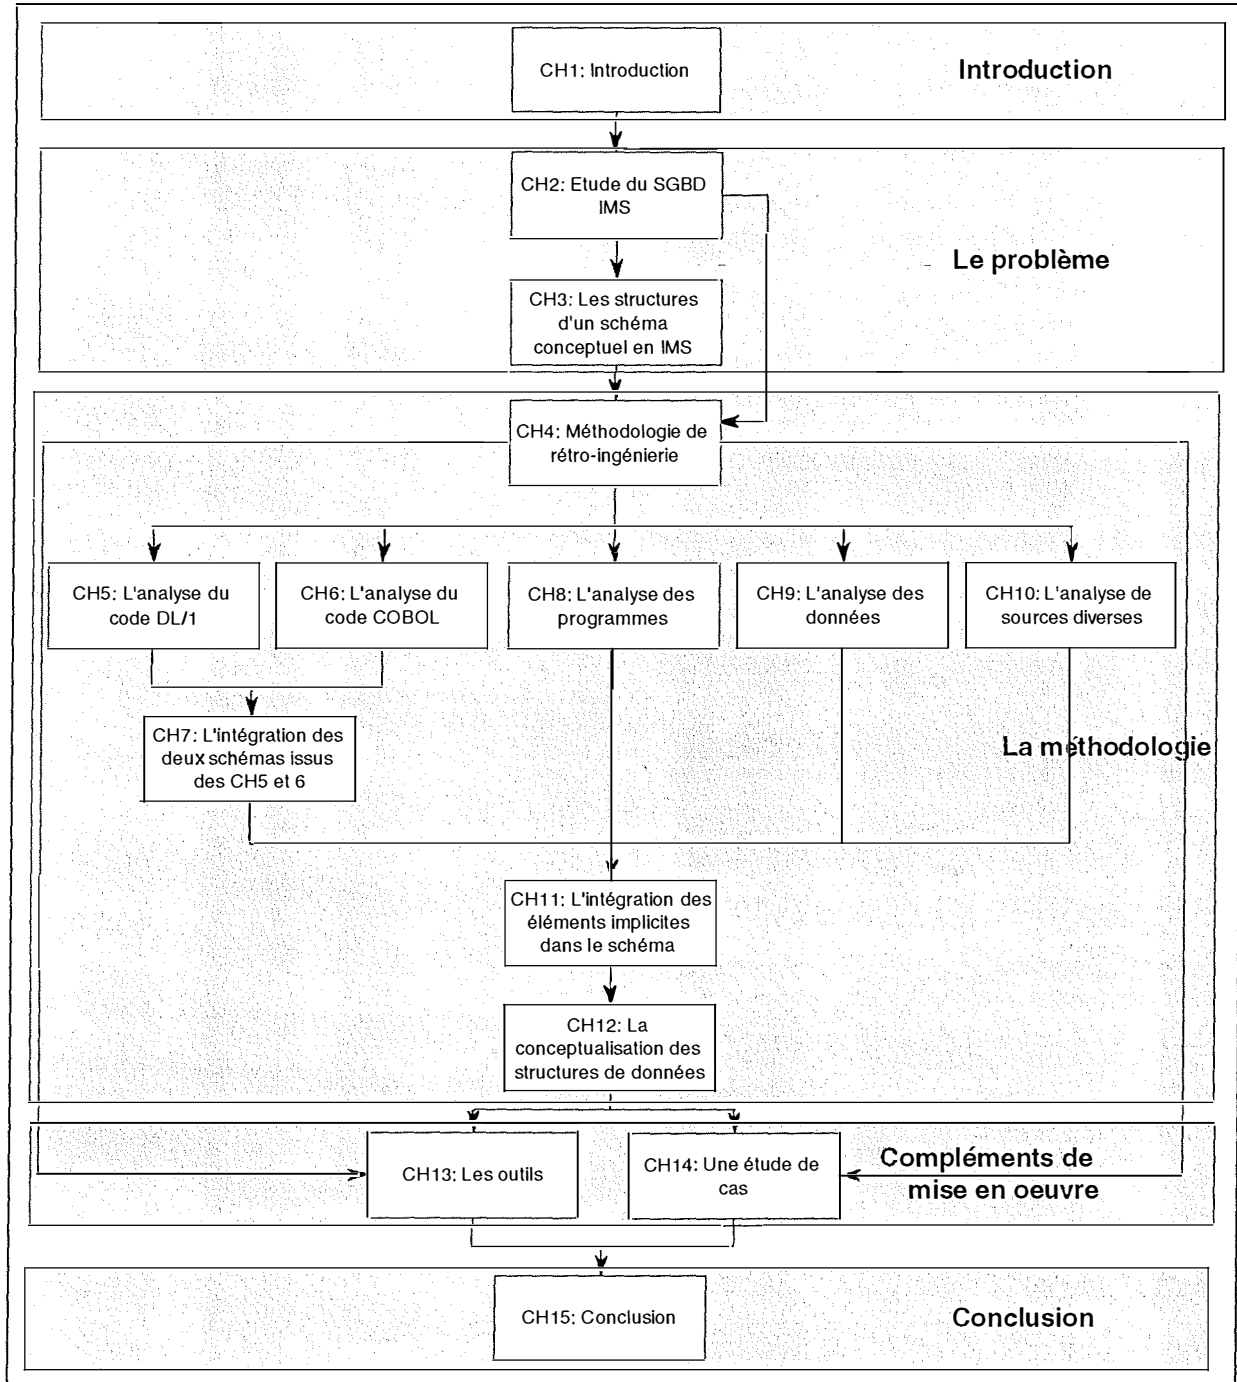 CH1: Introduction
Introduction
CH2: Etude du SGBD
IMS
Le problème
CH3: Les structures
d'un schéma
conceptuel en IMS
CH4: Méthodologie de
rétro-ingénierie
CH5: L'analyse du
code DL/1
CH6: L'analyse du
code COBOL
CH8: L'analyse des
programmes
CH9: L'analyse des
données
CH10: L'analyse de
sources diverses
CH7: L'intégration des
deux schémas issus
des CH5 et 6
La méthodologie
CH11: L'intégration des
éléments implicites
dans le schéma
CH12: La
conceptualisation des
structures de données
CH13: Les outils
CH14: Une étude de
cas
Compléments de
mise en oeuvre
CH15: Conclusion
Conclusion